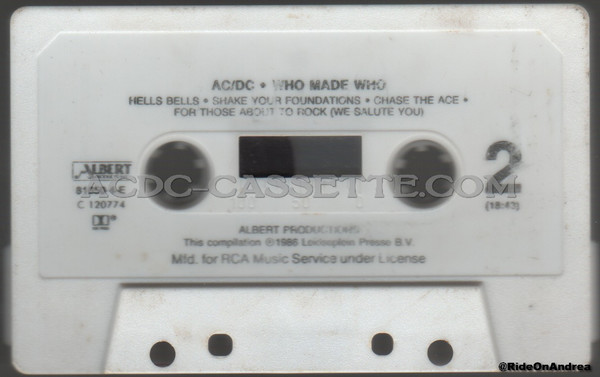 AC/DC • WHO MADE WHO
HELLS BELLS • SHAKE YOUR FOUNDATIONS • CHASE THE ACE •
FOR THOSE ABOUT TO ROCK (WE SALUTE YOU)
ALBERT
2
ACDC-CASSETTE.COM
C 120774
(18:43)
ALBERT PRODUCTIONS
This compilation ℗1986 Leidseplein Presse B.V.
Mfd. for RCA Music Service under License
@RideOnAndrea